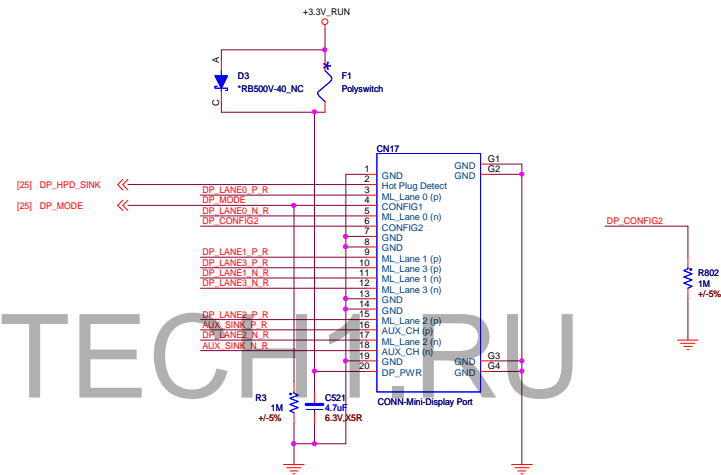 +3.3V_RUN
A
D3
*RB500V-40_NC
C
*
F1
Polyswitch
CN17
[25] DP_HPD_SINK
[25] DP_MODE
1 GND
2 Hot Plug Detect
DP_LANE0_P_R 3 ML_Lane 0 (p)
DP_MODE 4 CONFIG1
DP_LANE0_N_R 5 ML_Lane 0 (n)
DP_CONFIG2 6 CONFIG2
7 GND
8 GND
DP_LANE1_P_R 9 ML_Lane 1 (p)
DP_LANE3_P_R 10 ML_Lane 3 (p)
DP_LANE1_N_R 11 ML_Lane 1 (n)
DP_LANE3_N_R 12 ML_Lane 3 (n)
13 GND
14 GND
DP_LANE2_P_R 15 ML_Lane 2 (p)
AUX_SINK_P_R 16 AUX_CH (p)
DP_LANE2_N_R 17 ML_Lane 2 (n)
AUX_SINK_N_R 18 AUX_CH (n)
19 GND
20 DP_PWR
GND G1
GND G2
GND G3
GND G4
CONN-Mini-Display Port
R3
1M
+/-5%
C521
4.7uF
6.3V,X5R
DP_CONFIG2
R802
1M
+/-5%
TECH1.RU